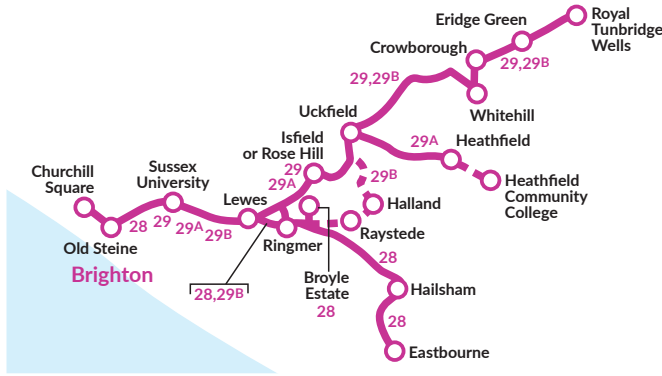 Royal
Tunbridge
Wells
Eridge Green
Crowborough
29,29B
29,29B
Whitehill
Uckfield
29A
Heathfield
Isfield
or Rose Hill
29
29A
29B
Heathfield
Community
College
Churchill
Square
Sussex
University
Lewes
Halland
Raystede
28
29
29A
29B
Old Steine
Ringmer
Brighton
28,29B
Broyle
Estate
28
28
Hailsham
28
Eastbourne